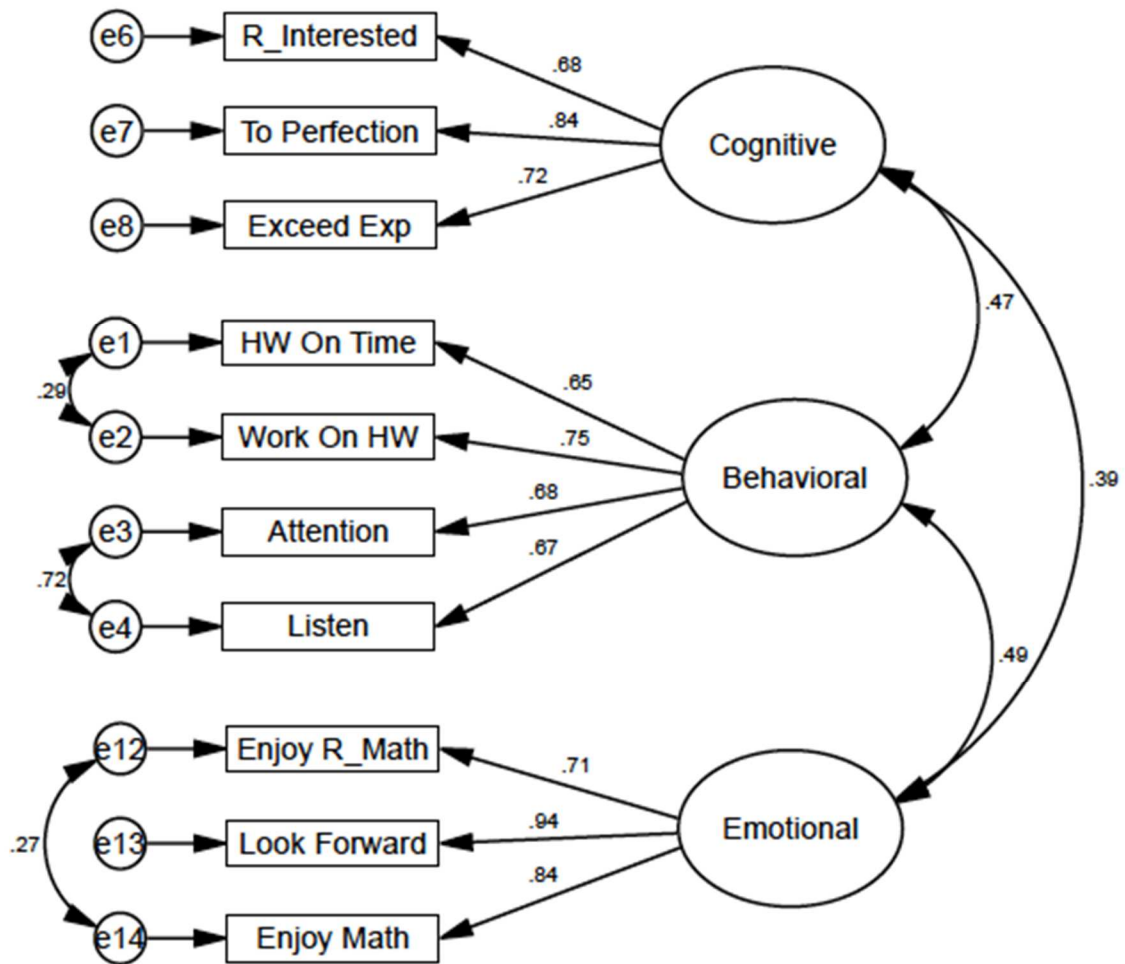 e6 R_Interested
.68
e7 To Perfection .84 Cognitive
.72
e8 Exceed Exp
.47
e1 HW On Time
.65
.29
e2 Work On HW .75
Behavioral
.68
.39
e3 Attention
.67
.72
e4 Listen
.49
e12 Enjoy R_Math
.71
.94
.27 e13 Look Forward Emotional
.84
e14 Enjoy Math